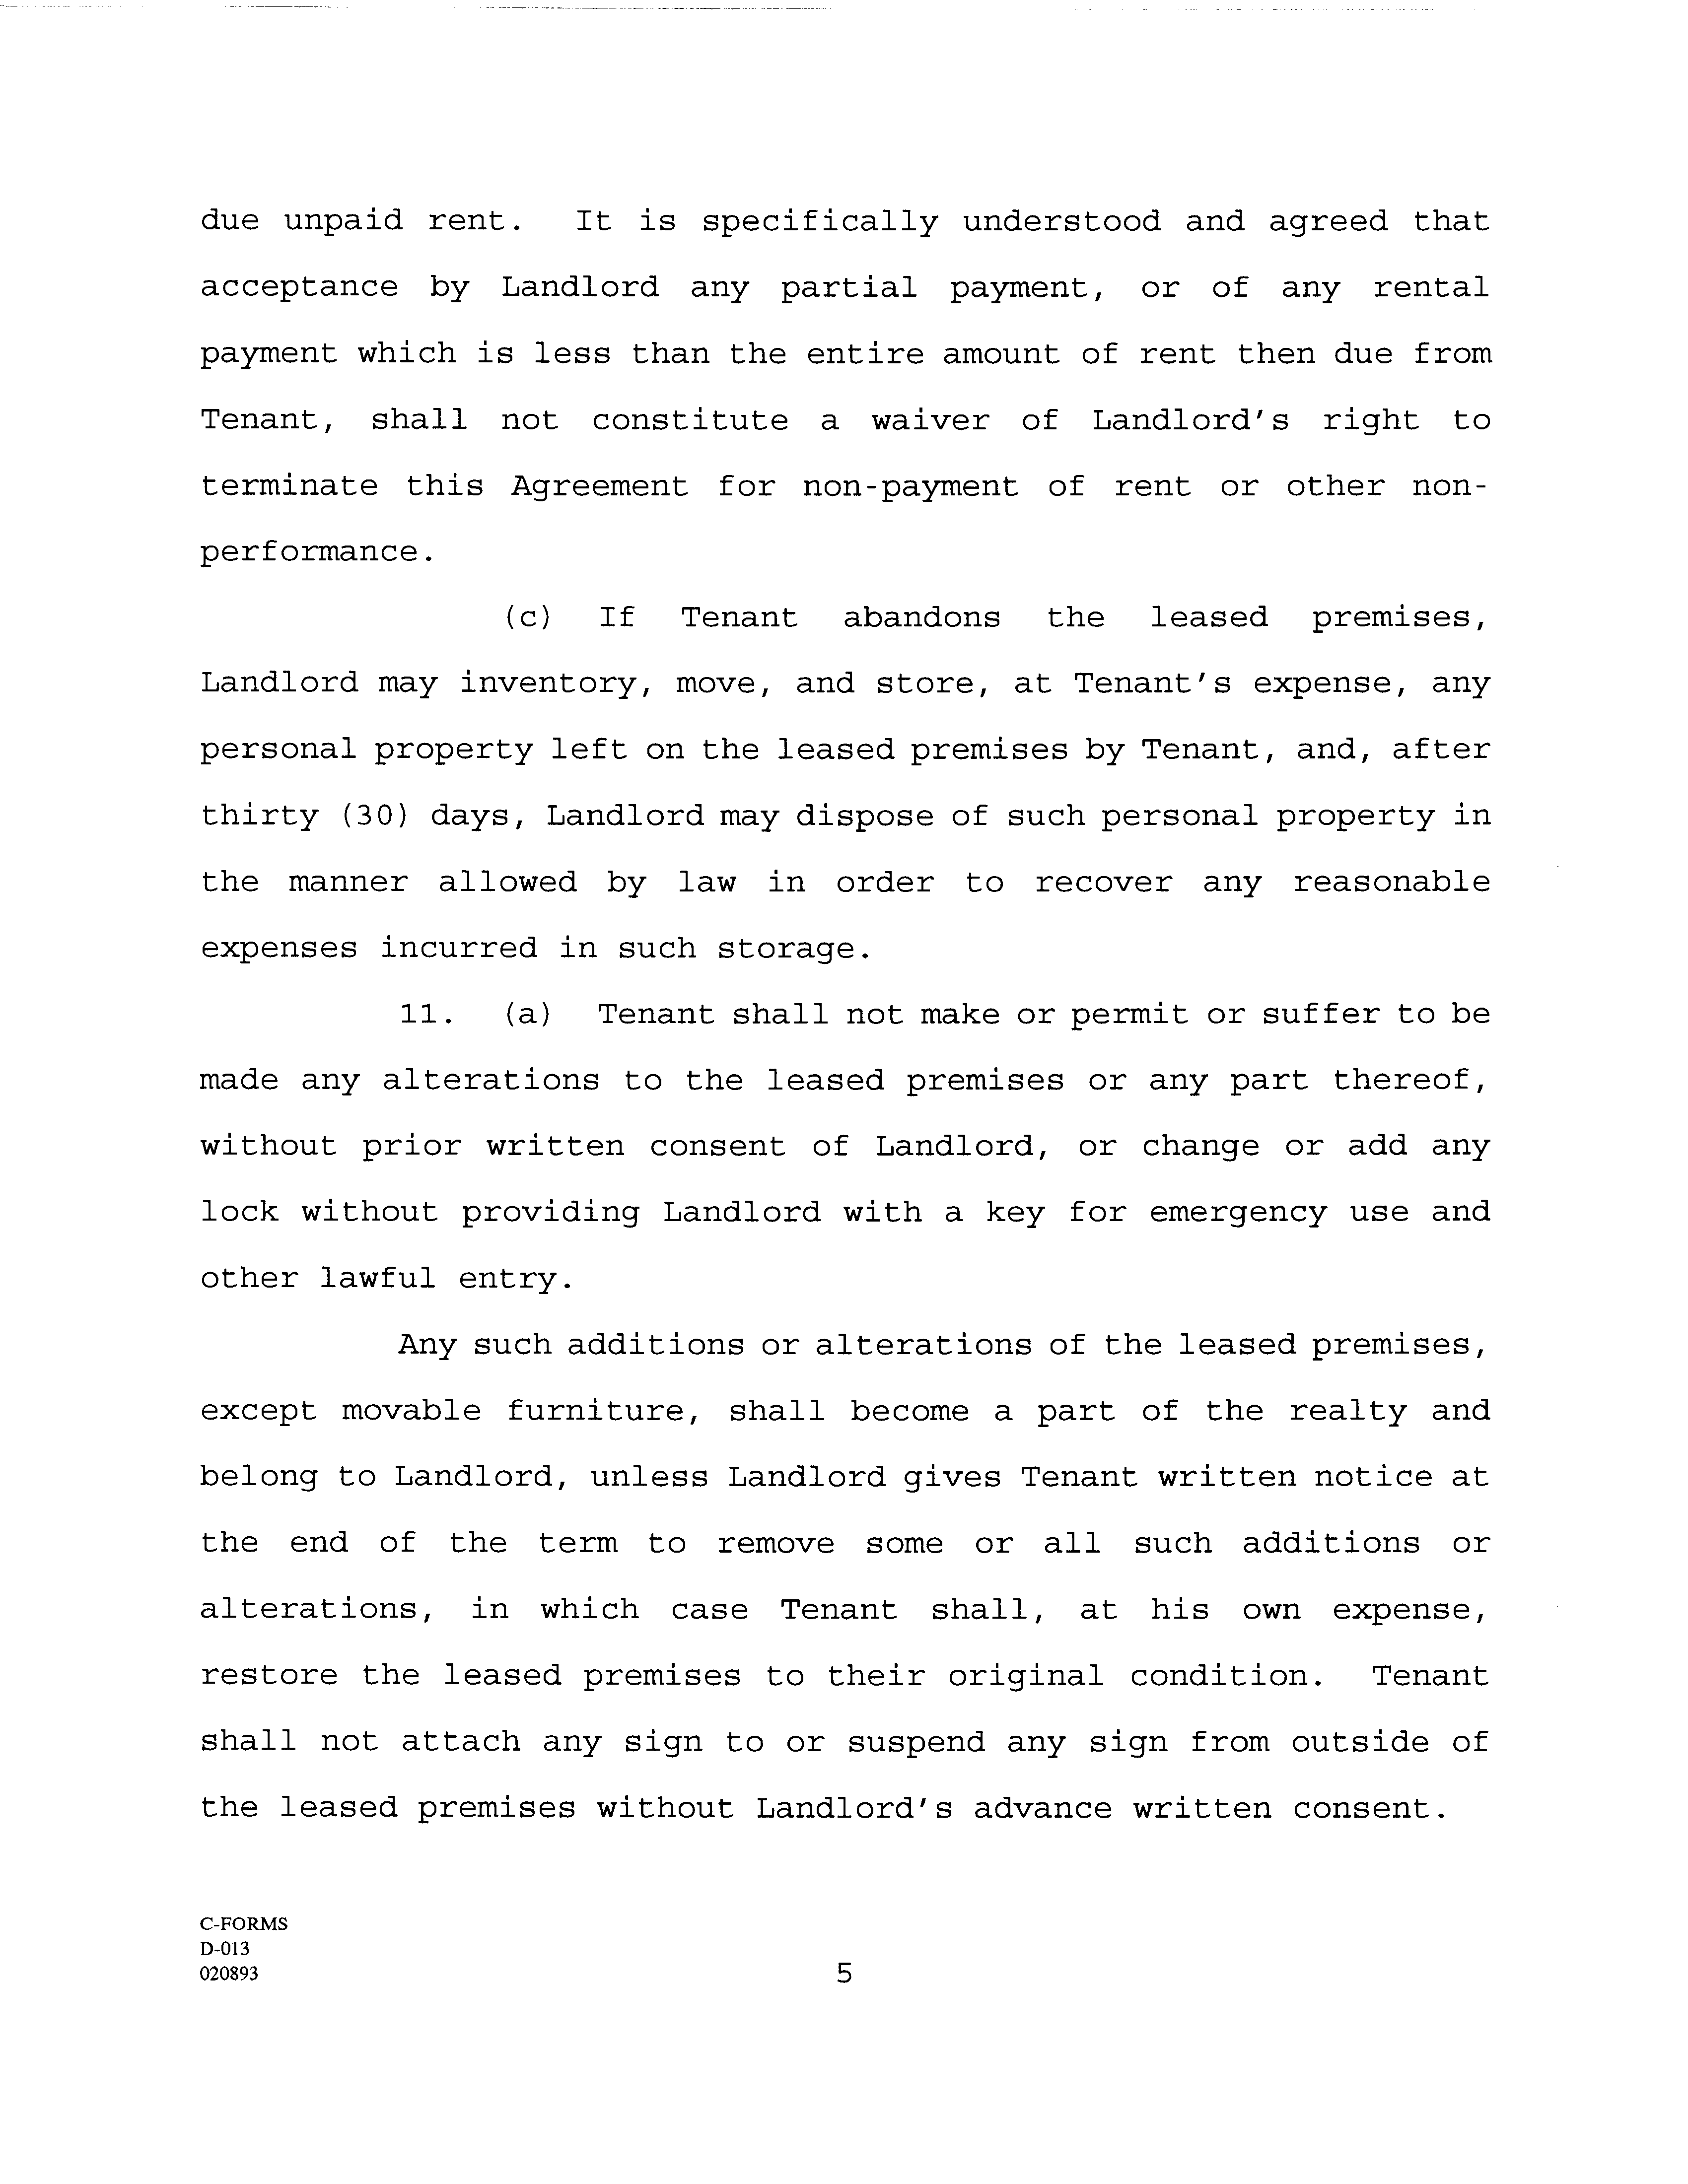 due unpaid rent. It is specifically understood and agreed that
acceptance by Landlord any partial payment, or of any rental
payment which is less than the entire amount of rent then due from
Tenant, shall not constitute a waiver of Landlord's right to
terminate this Agreement for non-payment of rent or other non-
performance.
(c) If Tenant abandons the leased premises,
Landlord may inventory, move, and store, at Tenant's expense, any
personal property left on the leased premises by Tenant, and, after
thirty (30) days, Landlord may dispose of such personal property in
the manner allowed by law in order to recover any reasonable
expenses incurred in such storage.
11. (a) Tenant shall not make or permit or suffer to be
made any alterations to the leased premises or any part thereof,
without prior written consent of Landlord, or change or add any
lock without providing Landlord with a key for emergency use and
other lawful entry.
Any such additions or alterations of the leased premises,
except movable furniture, shall become a part of the realty and
belong to Landlord, unless Landlord gives Tenant written notice at
the end of the term to remove some or all such additions or
alterations, in which case Tenant shall, at his own expense,
restore the leased premises to their original condition. Tenant
shall not attach any sign to or suspend any sign from outside of
the leased premises without Landlord's advance written consent.
C-FORMS
D-013
020893
5